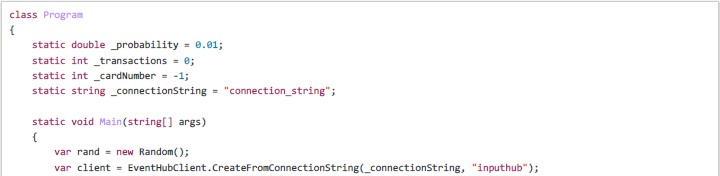 class Program
{
    static double _probability = 0.01;
    static int _transactions = 0;
    static int _cardNumber = -1;
    static string _connectionString = "connection_string";

    static void Main(string[] args)
    {
        var rand = new Random();
        var client = EventHubClient.CreateFromConnectionString(_connectionString, "inputhub");